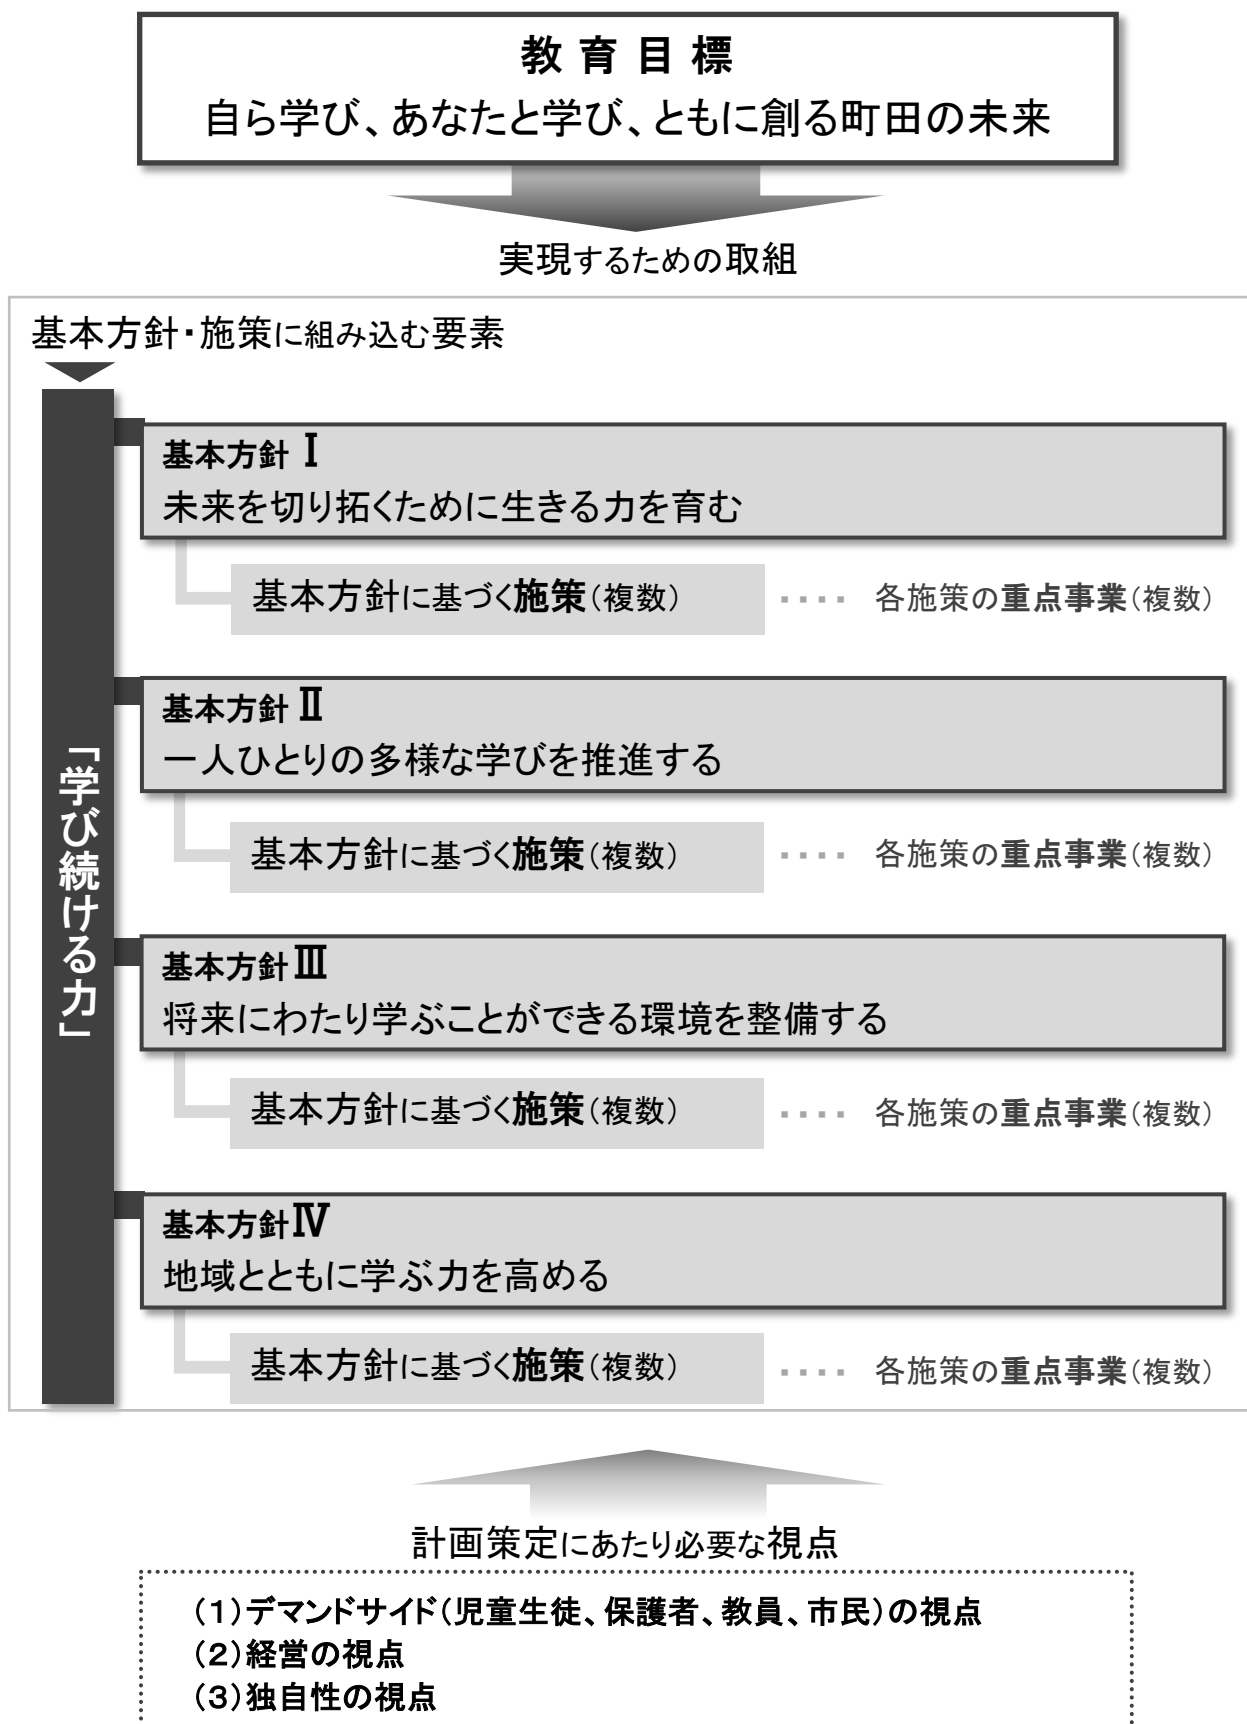 教育目標
自ら学び、あなたと学び、ともに創る町田の未来
実現するための取組
基本方針・施策に組み込む要素
「学び続ける力」
基本方針 Ⅰ
未来を切り拓くために生きる力を育む
基本方針に基づく施策（複数） ‥‥ 各施策の重点事業（複数）
基本方針 Ⅱ
一人ひとりの多様な学びを推進する
基本方針に基づく施策（複数） ‥‥ 各施策の重点事業（複数）
基本方針Ⅲ
将来にわたり学ぶことができる環境を整備する
基本方針に基づく施策（複数） ‥‥ 各施策の重点事業（複数）
基本方針Ⅳ
地域とともに学ぶ力を高める
基本方針に基づく施策（複数） ‥‥ 各施策の重点事業（複数）
計画策定にあたり必要な視点
（１）デマンドサイド（児童生徒、保護者、教員、市民）の視点
（２）経営の視点
（３）独自性の視点